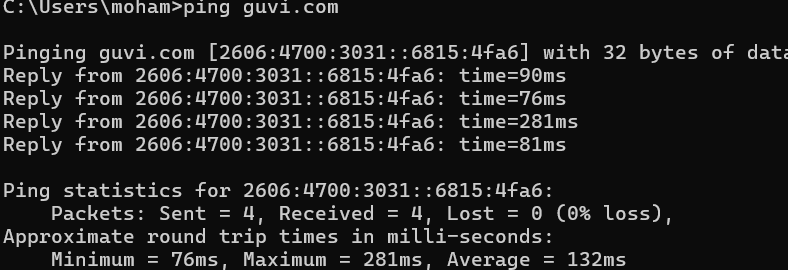 C:\Users\moham>ping guvi.com
Pinging guvi.com [2606:4700:3031::6815:4fa6] with 32 bytes of data
Reply from 2606:4700:3031::6815:4fa6: time=90ms
Reply from 2606:4700:3031::6815:4fa6: time=76ms
Reply from 2606:4700:3031::6815:4fa6: time=281ms
Reply from 2606:4700:3031::6815:4fa6: time=81ms
Ping statistics for 2606:4700:3031::6815:4fa6:
Packets: Sent = 4, Received = 4, Lost = 0 (0% loss),
Approximate round trip times in milli-seconds:
Minimum = 76ms, Maximum = 281ms, Average = 132ms